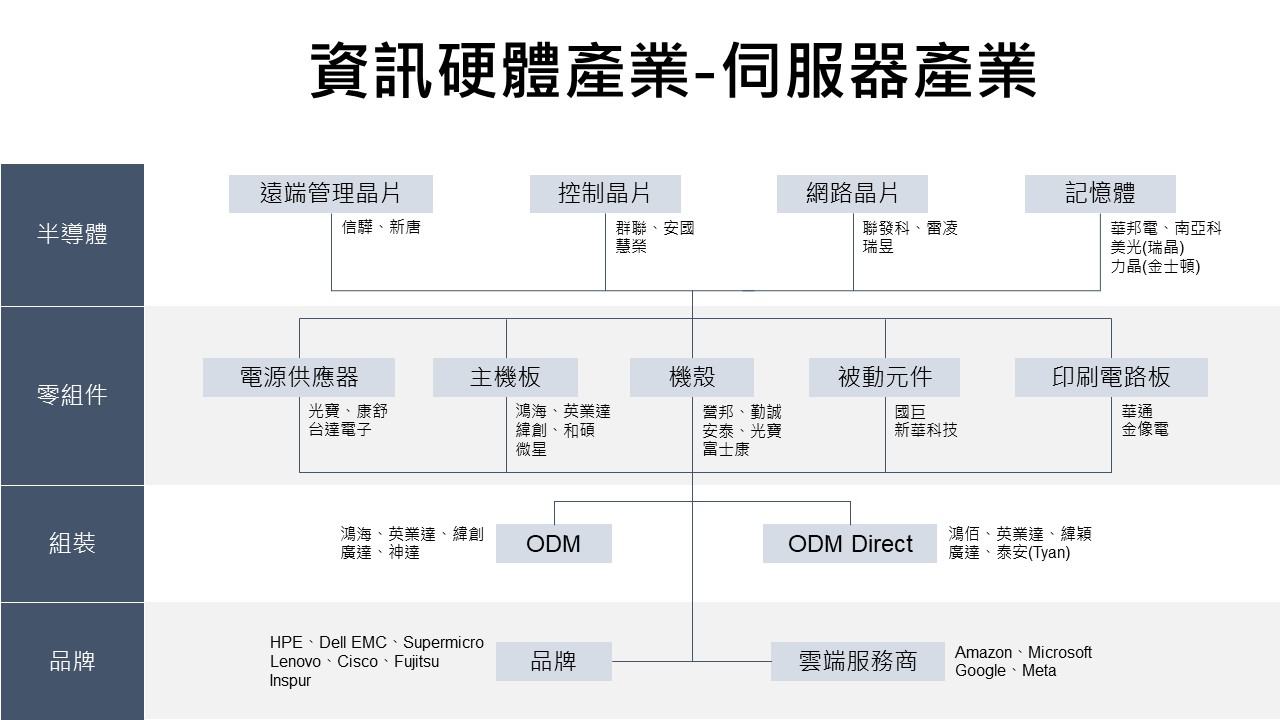 資訊硬體產業-伺服器產業
半導體
遠端管理晶片
信驊、新唐
控制晶片
群聯、安國
慧榮
網路晶片
聯發科、雷凌
瑞昱
記憶體
華邦電、南亞科
美光(瑞晶)
力晶(金士頓)
零組件
電源供應器
光寶、康舒
台達電子
主機板
鴻海、英業達
緯創、和碩
微星
機殼
營邦、勤誠
安泰、光寶
富士康
被動元件
國巨
新華科技
印刷電路板
華通
金像電
組裝
鴻海、英業達、緯創
廣達、神達
ODM
ODM Direct
鴻佰、英業達、緯穎
廣達、泰安(Tyan)
品牌
HPE、Dell EMC、Supermicro
Lenovo、Cisco、Fujitsu
Inspur
品牌
雲端服務商
Amazon、Microsoft
Google、Meta